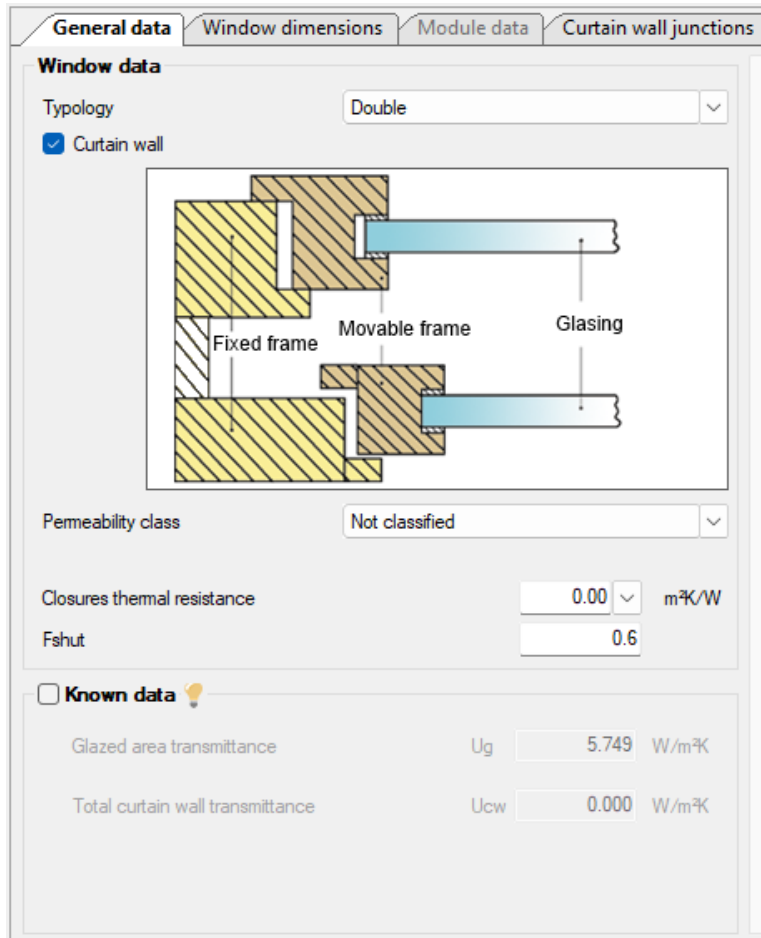 General data
Window dimensions
Module data
Curtain wall junctions
Window data
Typology
Double
Curtain wall
Fixed frame
Movable frame
Glasing
Permeability class
Not classified
Closures thermal resistance
0.00
m²K/W
Fshut
0.6
Known data
Glazed area transmittance
Ug
5.749
W/m²K
Total curtain wall transmittance
Ucw
0.000
W/m²K